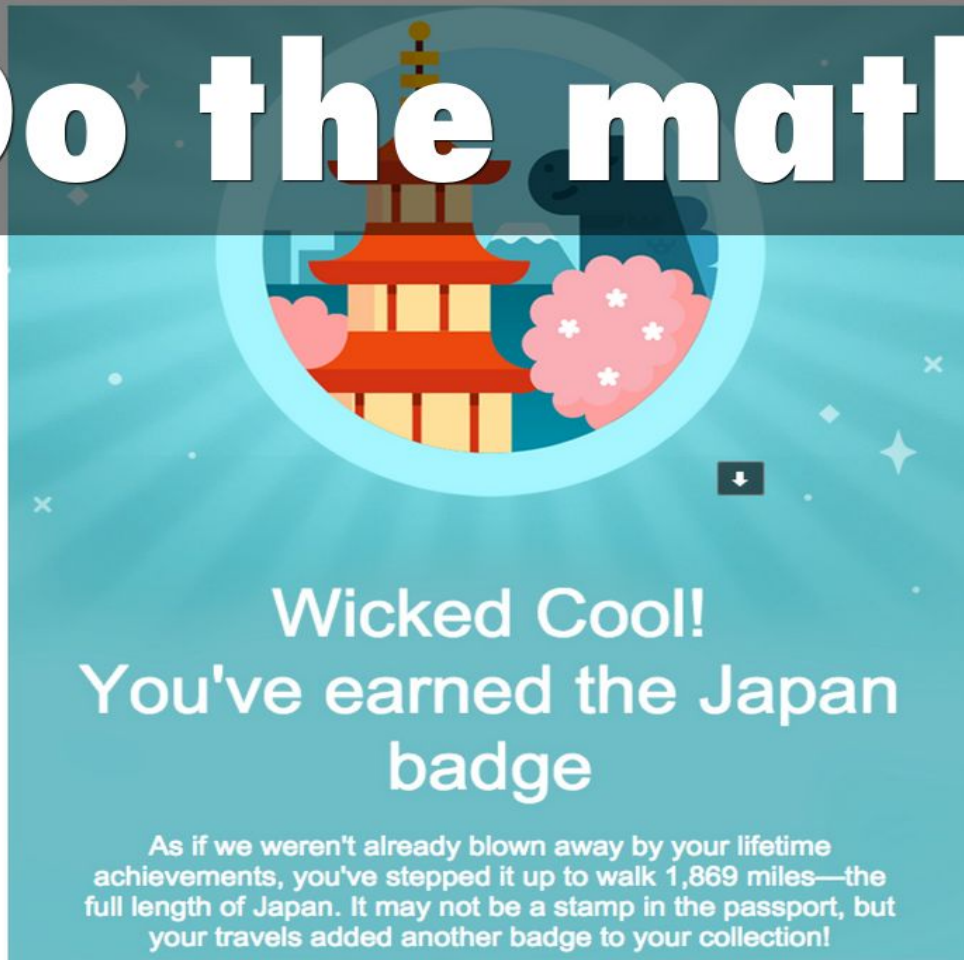 Do the math
Wicked Cool!
You've earned the Japan
badge
As if we weren't already blown away by your lifetime
achievements, you've stepped it up to walk 1,869 miles—the
full length of Japan. It may not be a stamp in the passport, but
your travels added another badge to your collection!